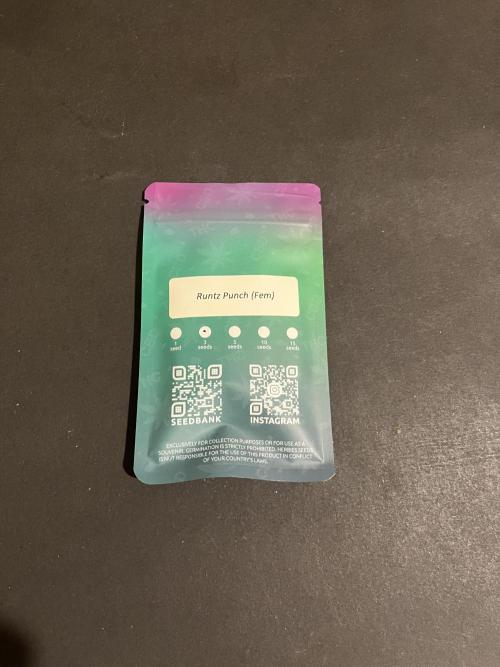 Runtz Punch (Fem)
1 3 5 10 15
seed seeds seeds seeds seeds
SEEDBANK INSTAGRAM
EXCLUSIVELY FOR COLLECTION PURPOSES OR FOR USE AS A
SOUVENIR. GERMINATION IS STRICTLY PROHIBITED. HERBIES SEEDS
IS NOT RESPONSIBLE FOR THE USE OF THIS PRODUCT IN CONFLICT
OF YOUR COUNTRY'S LAWS.